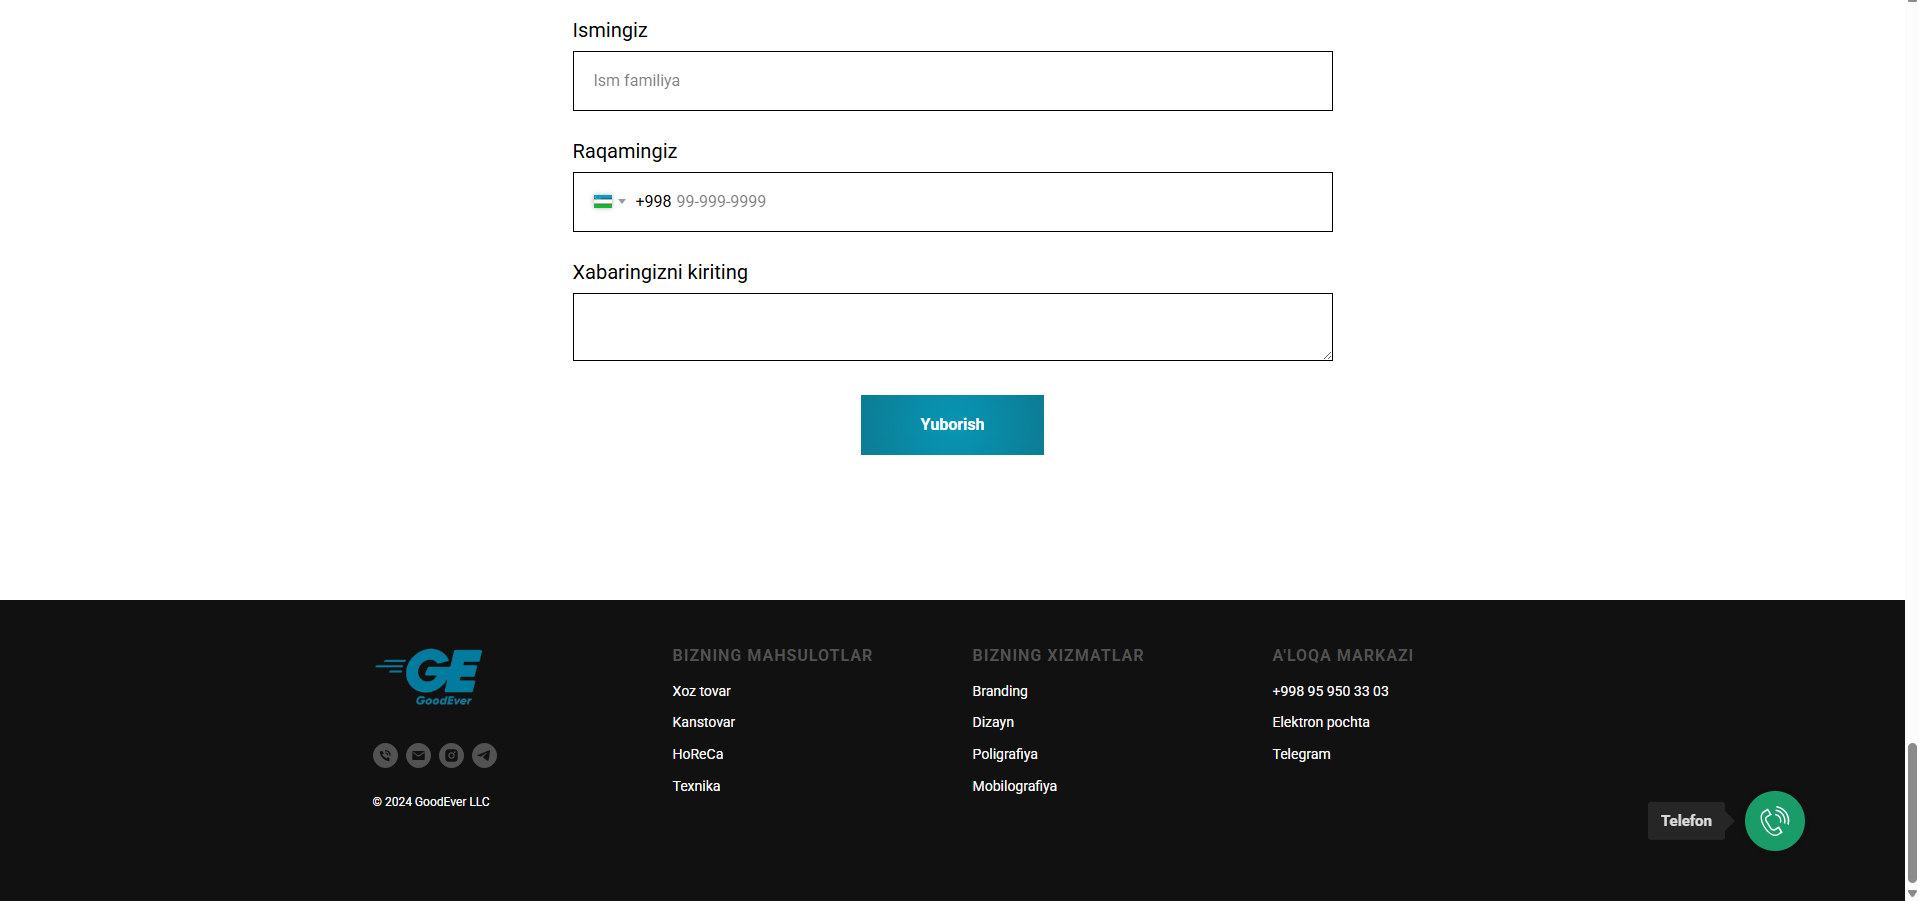 Ismingiz
Ism familiya
Raqamingiz
+998 99-999-9999
Xabaringizni kiriting
Yuborish
GE
GoodEver
© 2024 GoodEver LLC
BIZNING MAHSULOTLAR
Xoz tovar
Kanstovar
HoReCa
Texnika
BIZNING XIZMATLAR
Branding
Dizayn
Poligrafiya
Mobilografiya
A'LOQA MARKAZI
+998 95 950 33 03
Elektron pochta
Telegram
Telefon